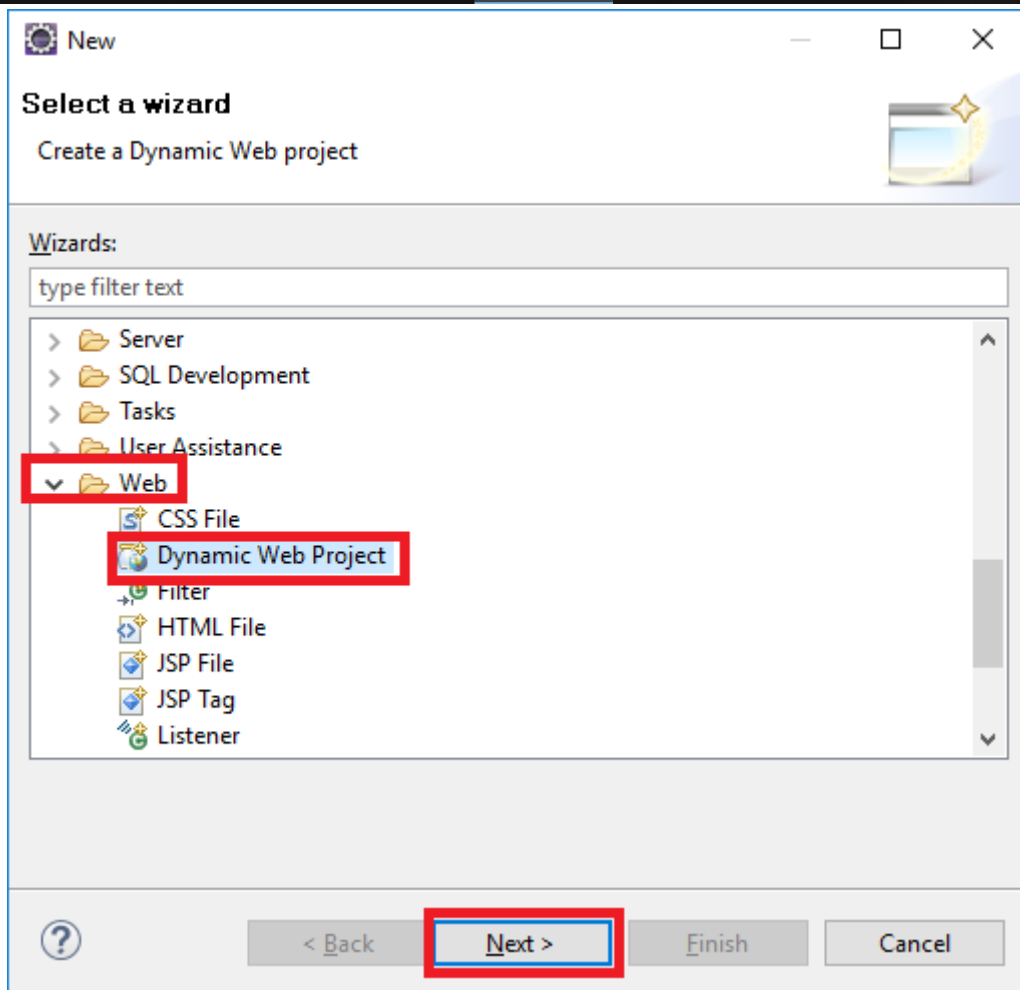 New
Select a wizard
Create a Dynamic Web project
Wizards:
type filter text
Server
SQL Development
Tasks
User Assistance
Web
CSS File
Dynamic Web Project
Filter
HTML File
JSP File
JSP Tag
Listener
? < Back Next > Finish Cancel